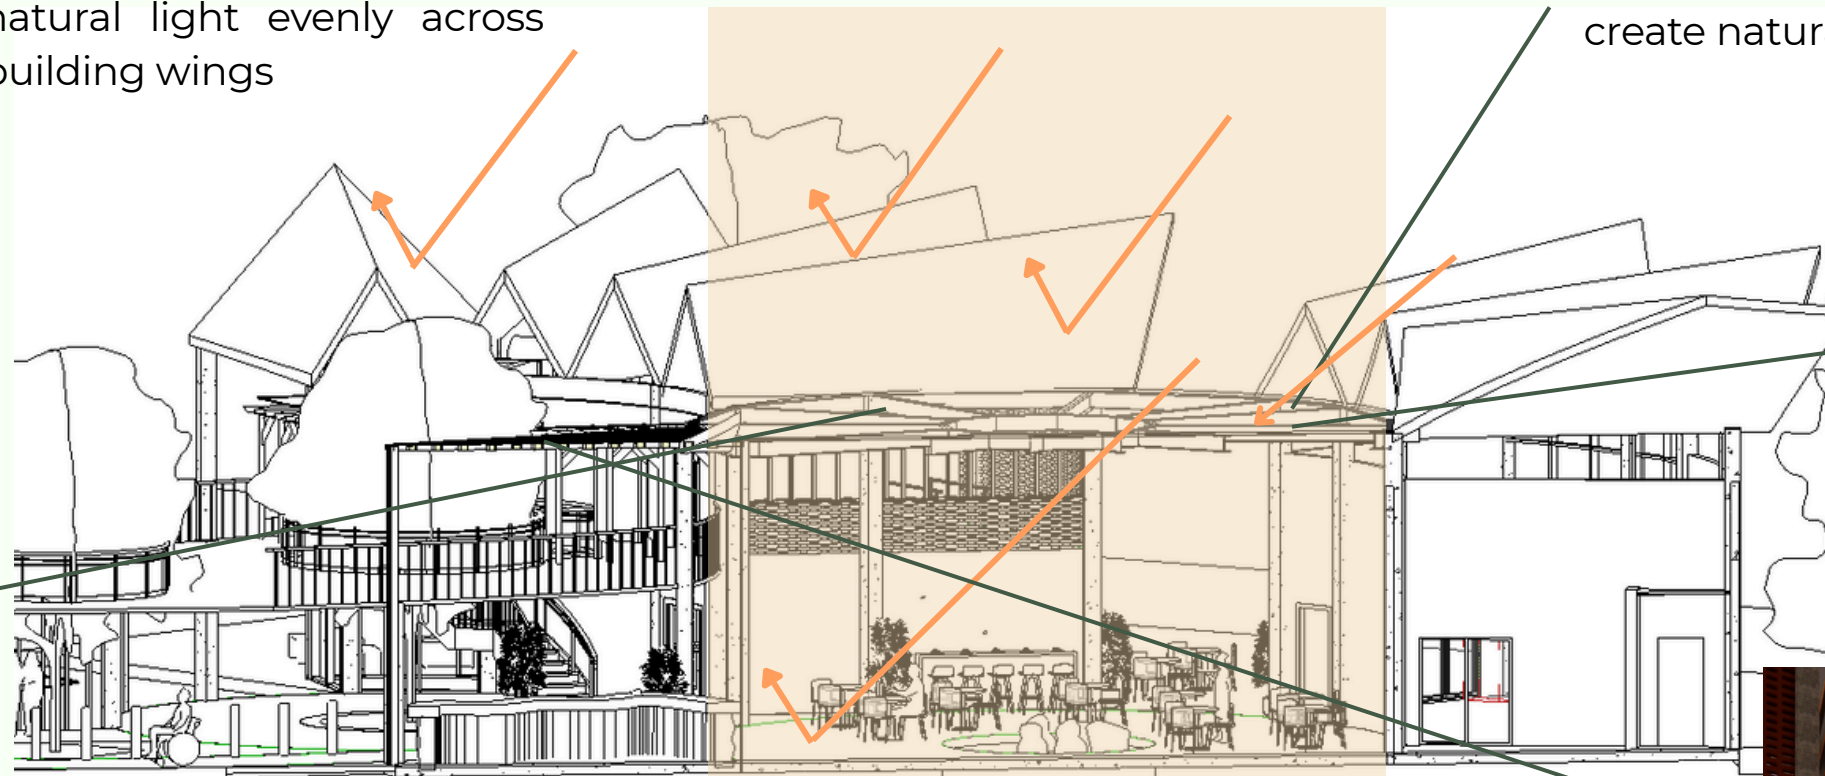 natural light evenly across
building wings
create natur